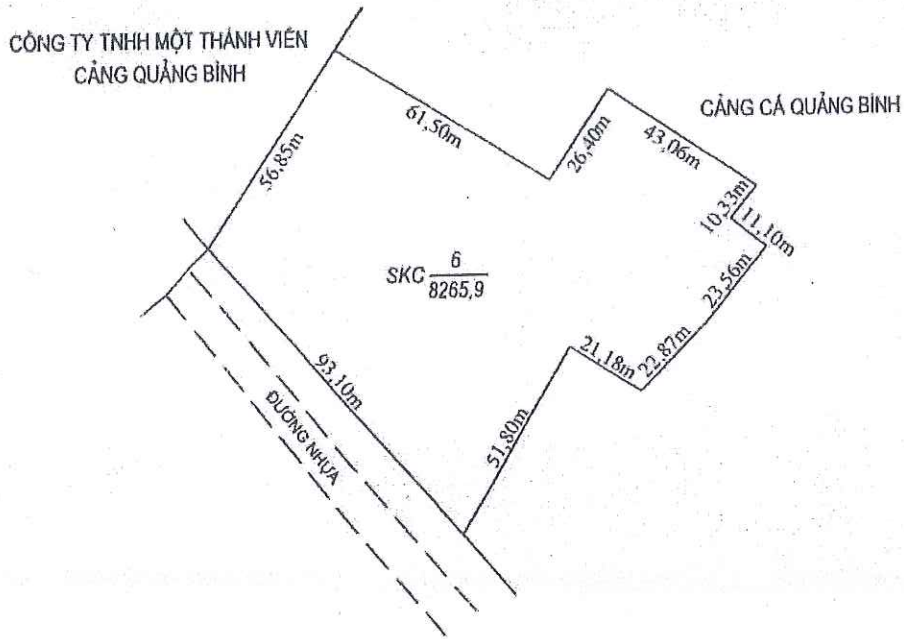 CÔNG TY TNHH MỘT THÀNH VIÊN
CẢNG QUẢNG BÌNH
CẢNG CÁ QUẢNG BÌNH
61,50m
26,40m
43,06m
56,85m
10,33m
11,10m
SKC 6
8265,9
23,56m
21,18m
22,87m
93,10m
51,80m
ĐƯỜNG NHỰA